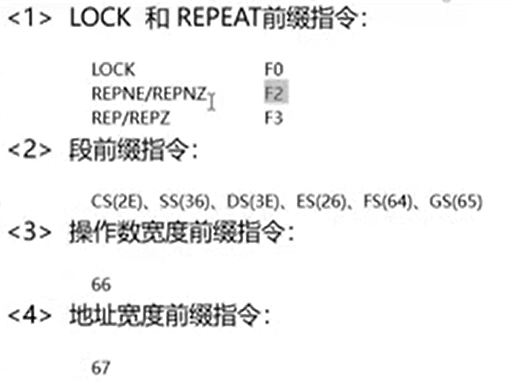 <1> LOCK 和 REPEAT前缀指令：
LOCK F0
REPNE/REPNZ F2
REP/REPZ F3
<2> 段前缀指令：
CS(2E)、SS(36)、DS(3E)、ES(26)、FS(64)、GS(65)
<3> 操作数宽度前缀指令：
66
<4> 地址宽度前缀指令：
67